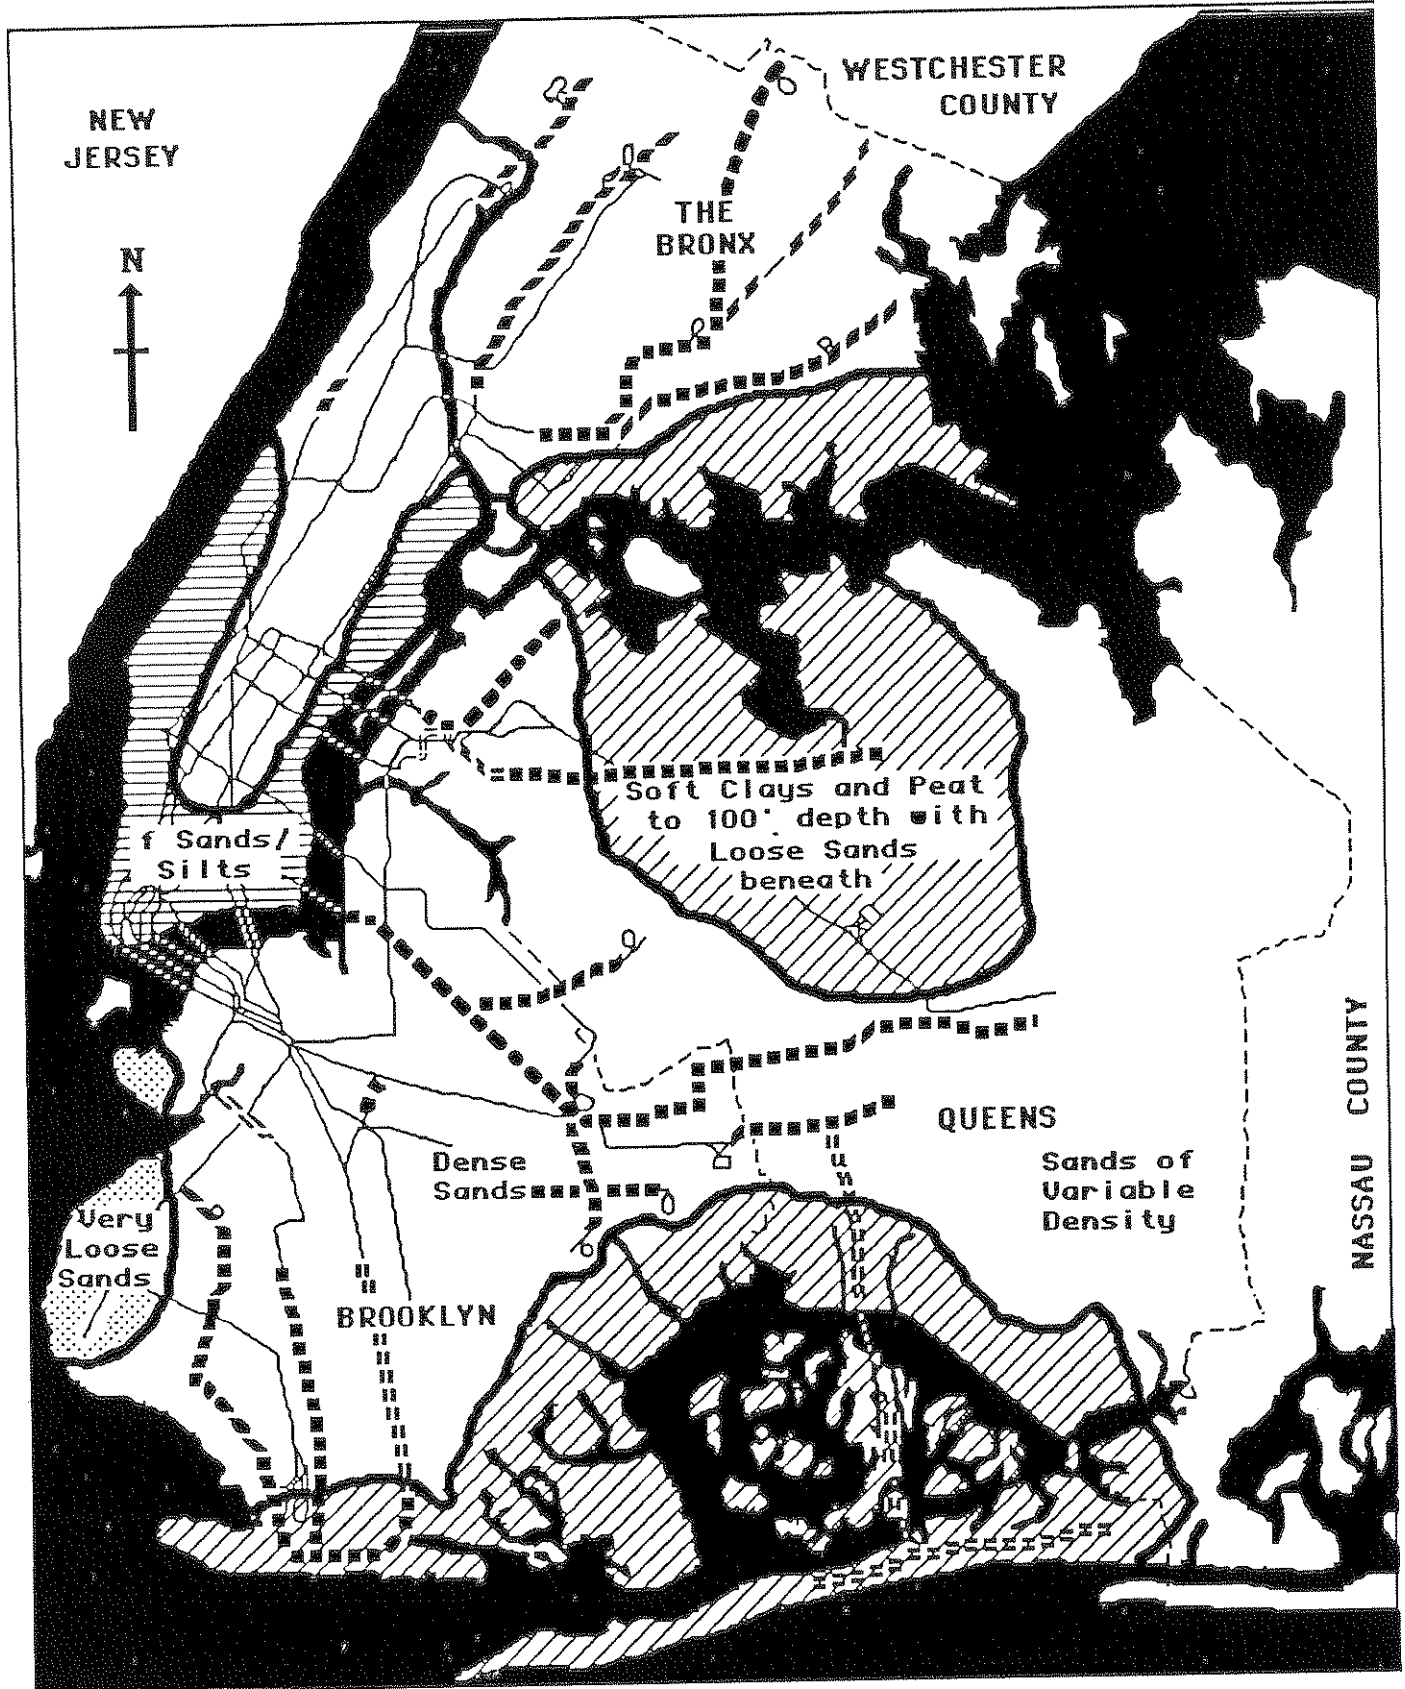 NEW
JERSEY
WESTCHESTER
COUNTY
THE
BRONX
N
Soft Clays and Peat
to 100' depth with
Loose Sands
beneath
f Sands/
Silts
NASSAU COUNTY
QUEENS
Dense
Sands
Sands of
Variable
Density
Very
Loose
Sands
BROOKLYN